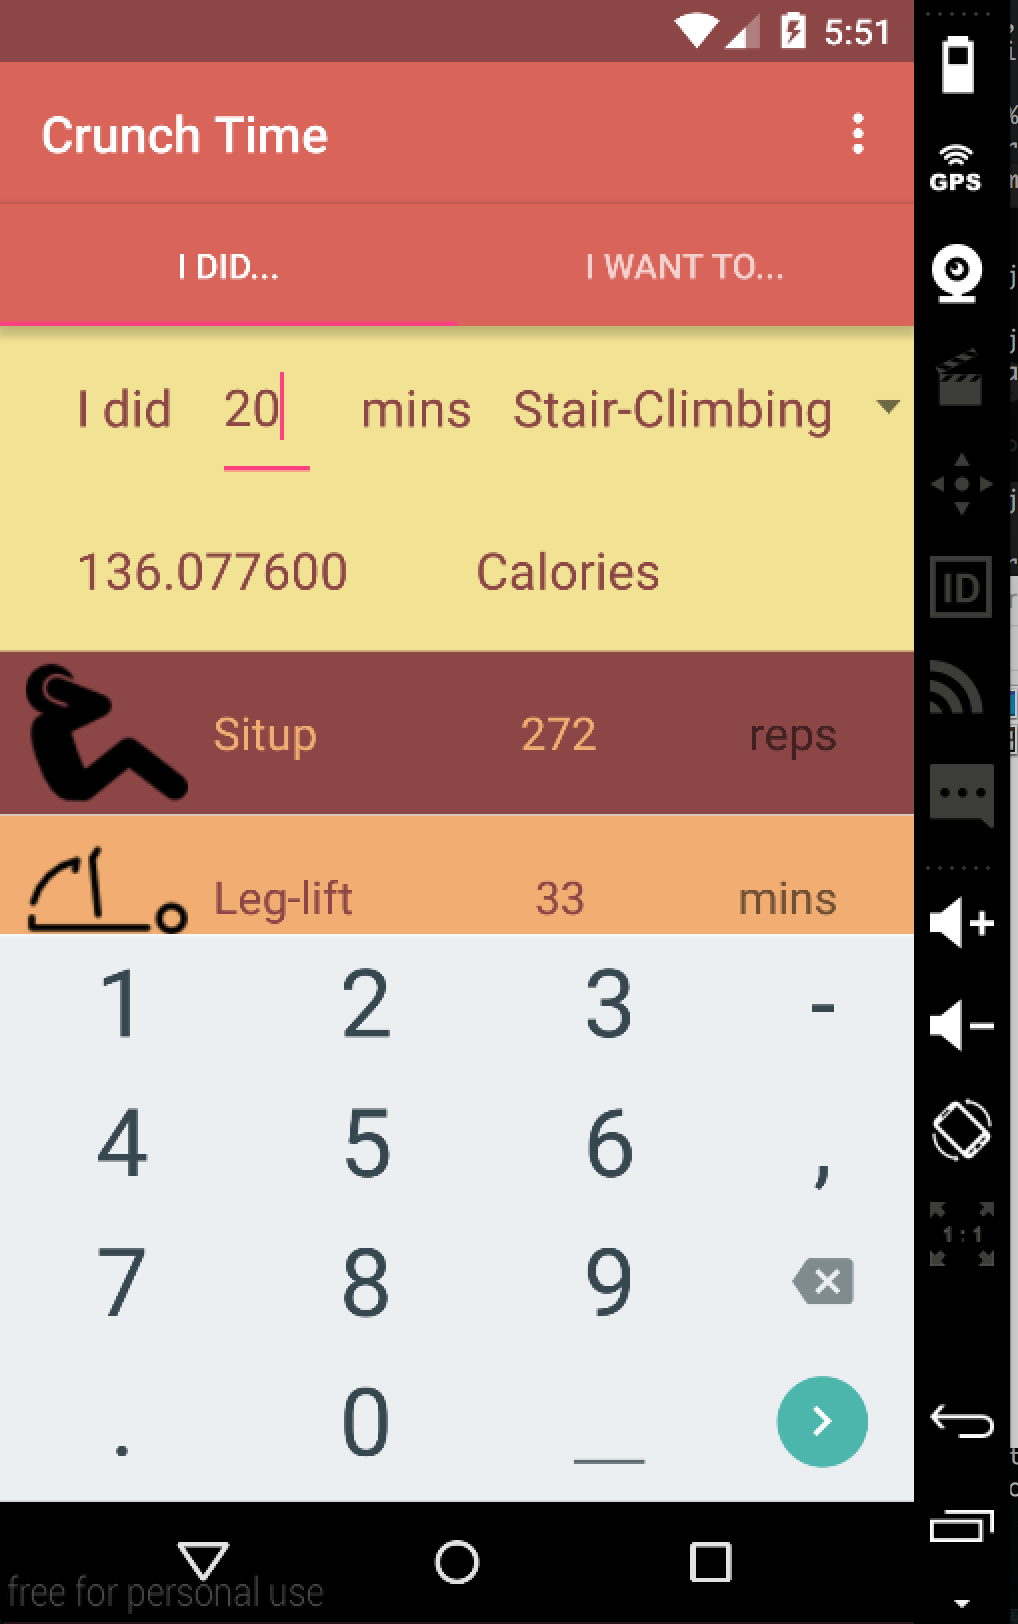 5:51
Crunch Time
GPS
I DID...
I WANT TO...
I did 20 mins Stair-Climbing
136.077600 Calories
ID
Situp 272 reps
Leg-lift 33 mins
1 2 3 -
4 5 6 ,
7 8 9
1:1
. 0 _
free for personal use